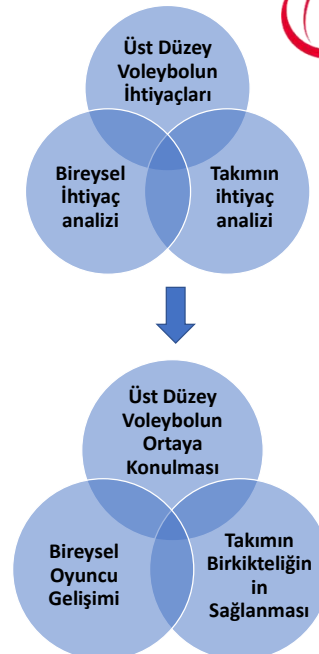 Üst Düzey
Voleybolun
İhtiyaçları
Bireysel
İhtiyaç
analizi
Takımın
ihtiyaç
analizi
Üst Düzey
Voleybolun
Ortaya
Konulması
Bireysel
Oyuncu
Gelişimi
Takımın
Birkikteliğin
in
Sağlanması